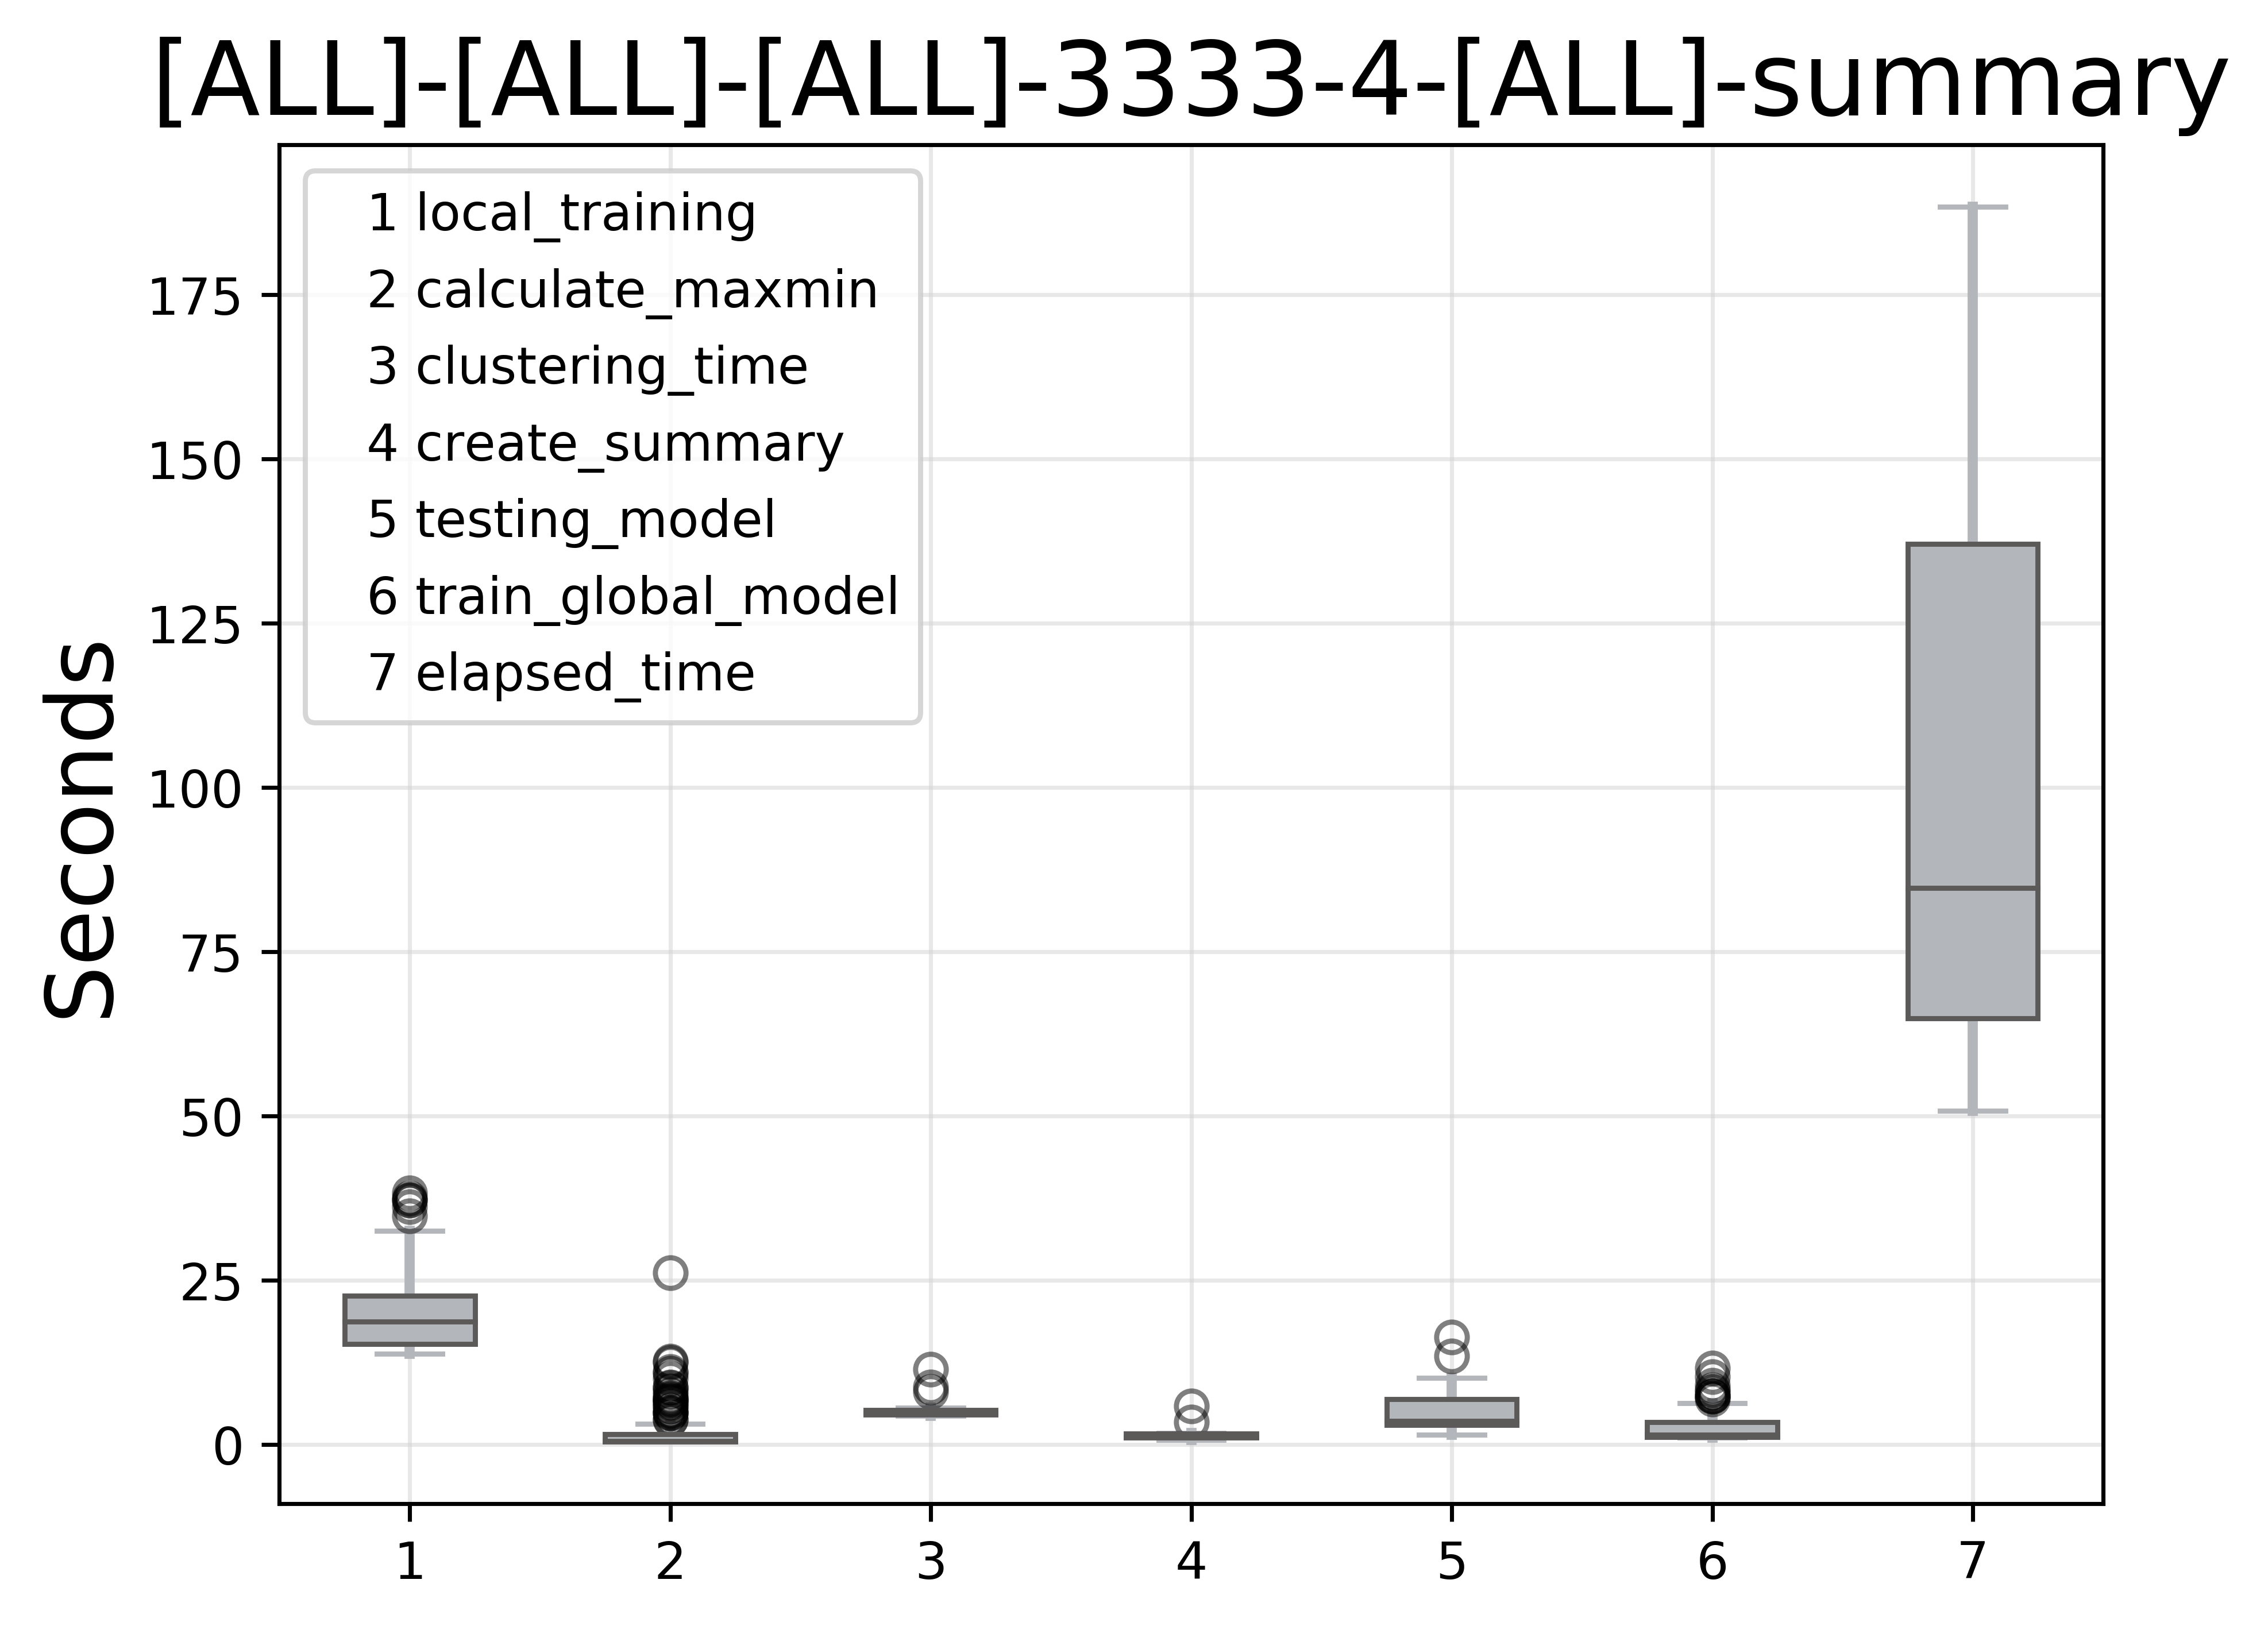 [ALL]-[ALL]-[ALL]-3333-4-[ALL]-summary
1 local_training
2 calculate_maxmin
3 clustering_time
4 create_summary
5 testing_model
6 train_global_model
7 elapsed_time
Seconds
175
150
125
100
75
50
25
0
1 2 3 4 5 6 7